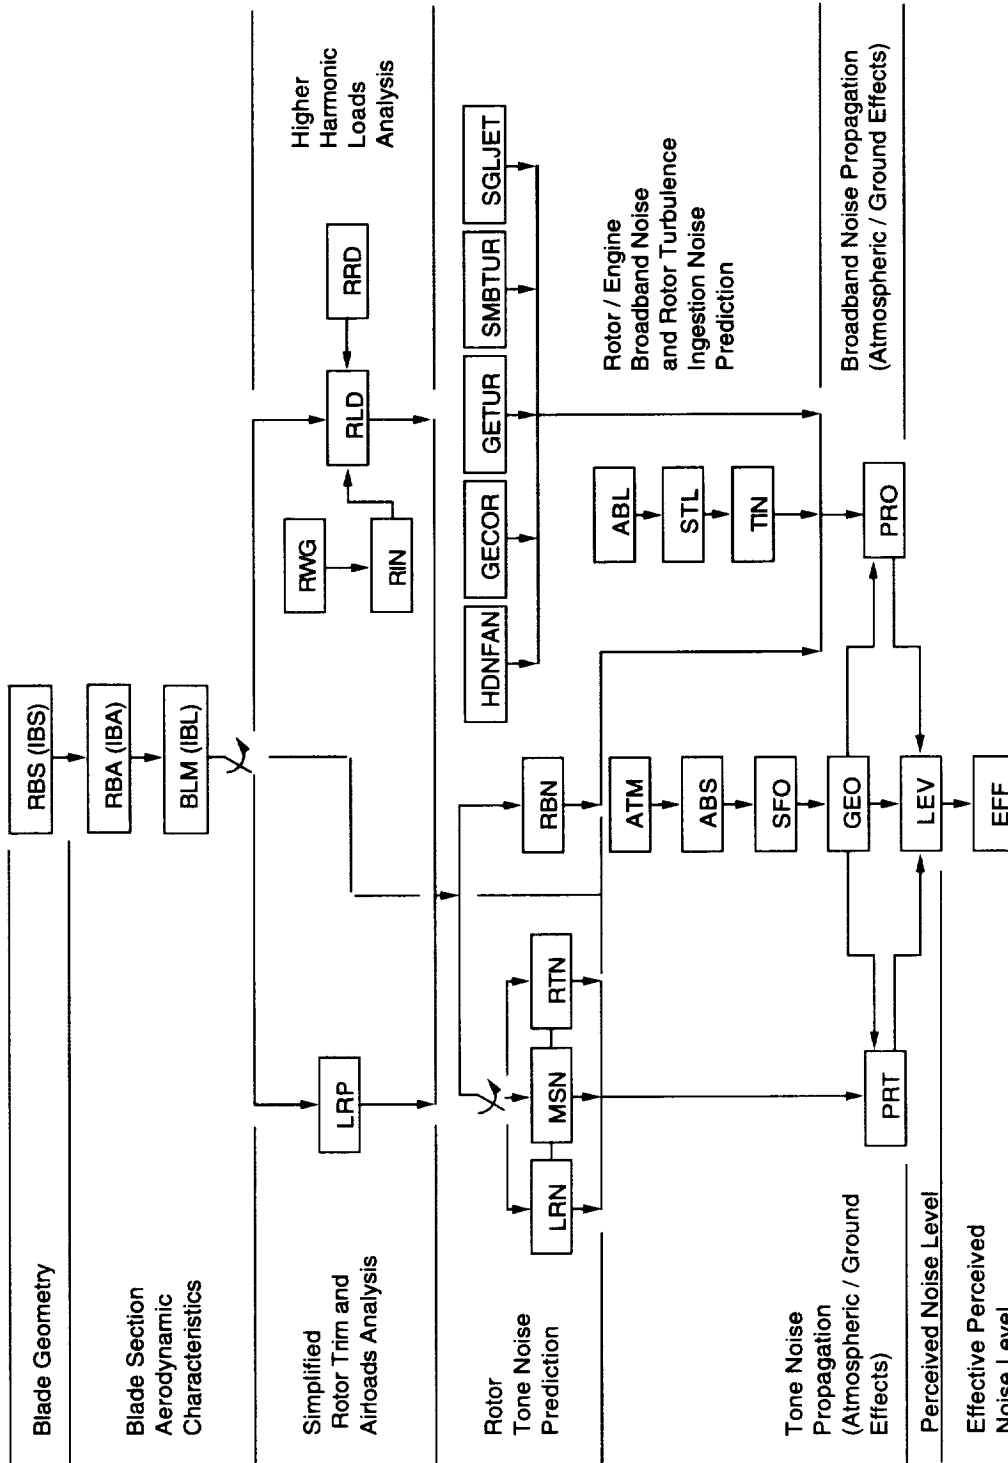 Blade Geometry
RBS (IBS)
Blade Section
Aerodynamic
Characteristics
RBA (IBA)
BLM (IBL)
Simplified
Rotor Trim and
Airloads Analysis
LRP
RWG
RIN
RLD
RRD
Higher
Harmonic
Loads
Analysis
Rotor
Tone Noise
Prediction
LRN
MSN
RTN
RBN
HDNFAN
GECOR
GETUR
SMBTUR
SGLJET
Rotor / Engine
Broadband Noise
and Rotor Turbulence
Ingestion Noise
Prediction
ATM
ABS
SFO
GEO
ABL
STL
TIN
Tone Noise
Propagation
(Atmospheric / Ground
Effects)
PRT
PRO
Broadband Noise Propagation
(Atmospheric / Ground Effects)
Perceived Noise Level
LEV
Effective Perceived
Noise Level
EFF